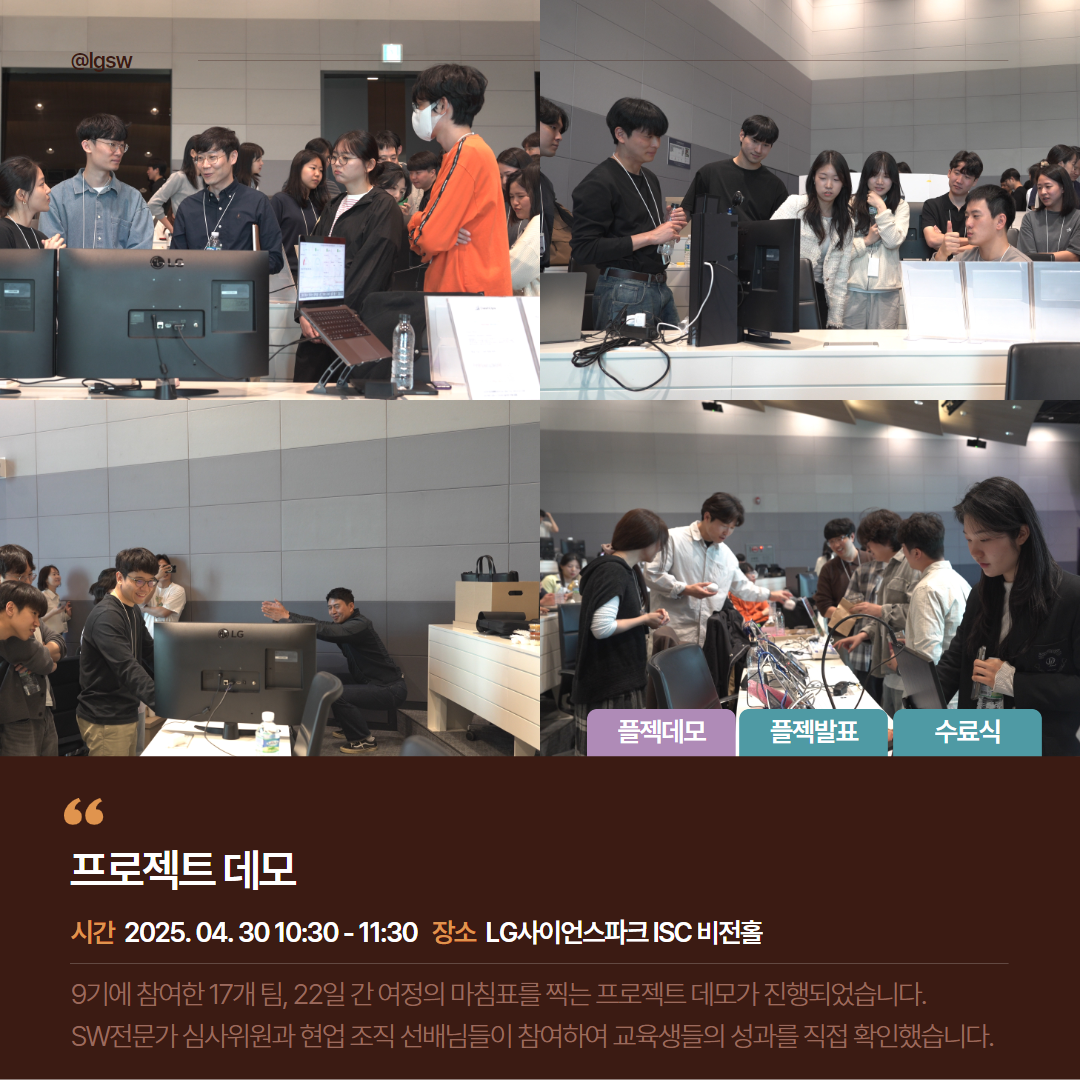 @lgsw
LG
LG
플젝데모
플젝발표
수료식
프로젝트 데모
시간 2025. 04. 30 10:30 - 11:30 장소 LG사이언스파크 ISC 비전홀
9기에 참여한 17개 팀, 22일 간 여정의 마침표를 찍는 프로젝트 데모가 진행되었습니다.
SW전문가 심사위원과 현업 조직 선배님들이 참여하여 교육생들의 성과를 직접 확인했습니다.